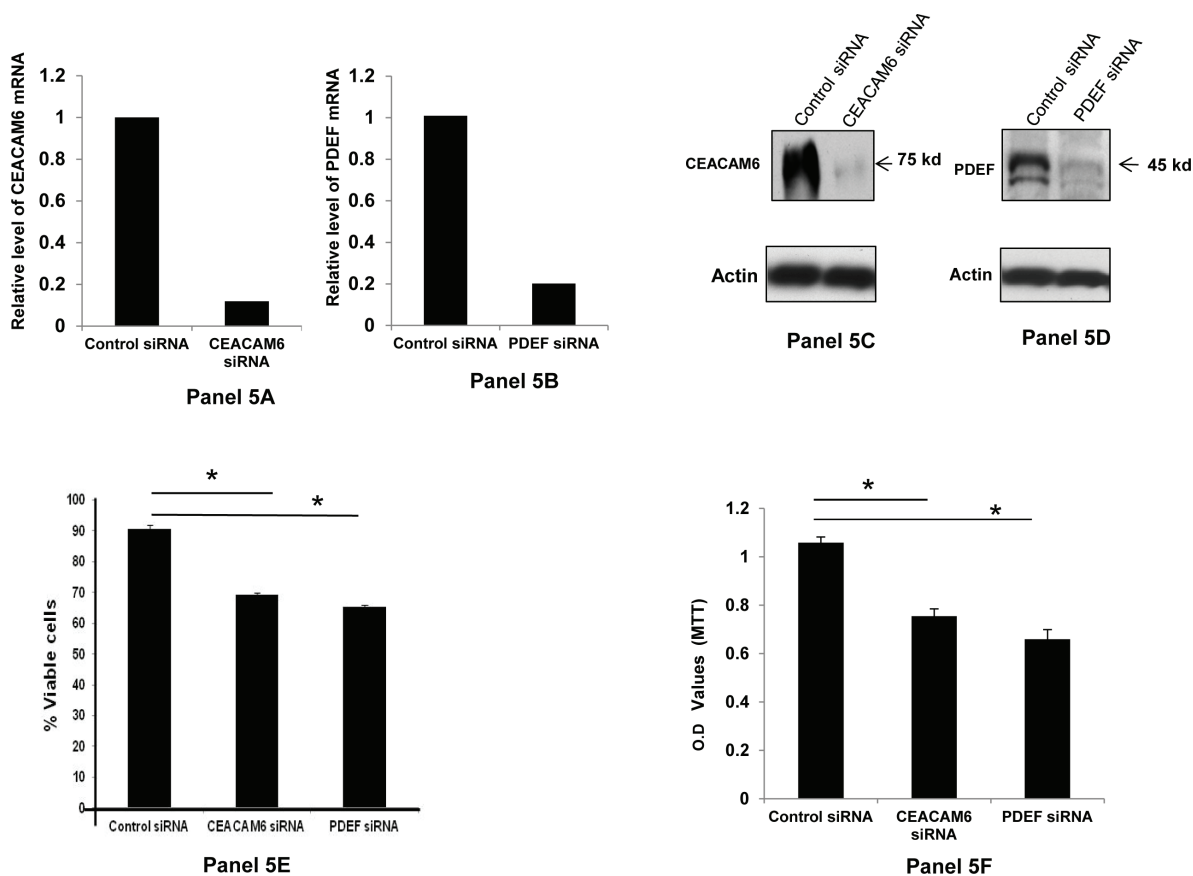 Relative level of CEACAM6 mRNA
1.2
1
0.8
0.6
0.4
0.2
0
Control siRNA
CEACAM6
siRNA
Panel 5A
Relative level of PDEF mRNA
1.2
1
0.8
0.6
0.4
0.2
0
Control siRNA
PDEF siRNA
Panel 5B
Control siRNA
CEACAM6 siRNA
CEACAM6
75 kd
Actin
Panel 5C
Control siRNA
PDEF siRNA
PDEF
45 kd
Actin
Panel 5D
% Viable cells
100
90
80
70
60
50
40
30
20
10
0
*
*
Control siRNA
CEACAM6 siRNA
PDEF siRNA
Panel 5E
O.D Values (MTT)
1.2
1
0.8
0.6
0.4
0.2
0
*
*
Control siRNA
CEACAM6
siRNA
PDEF siRNA
Panel 5F